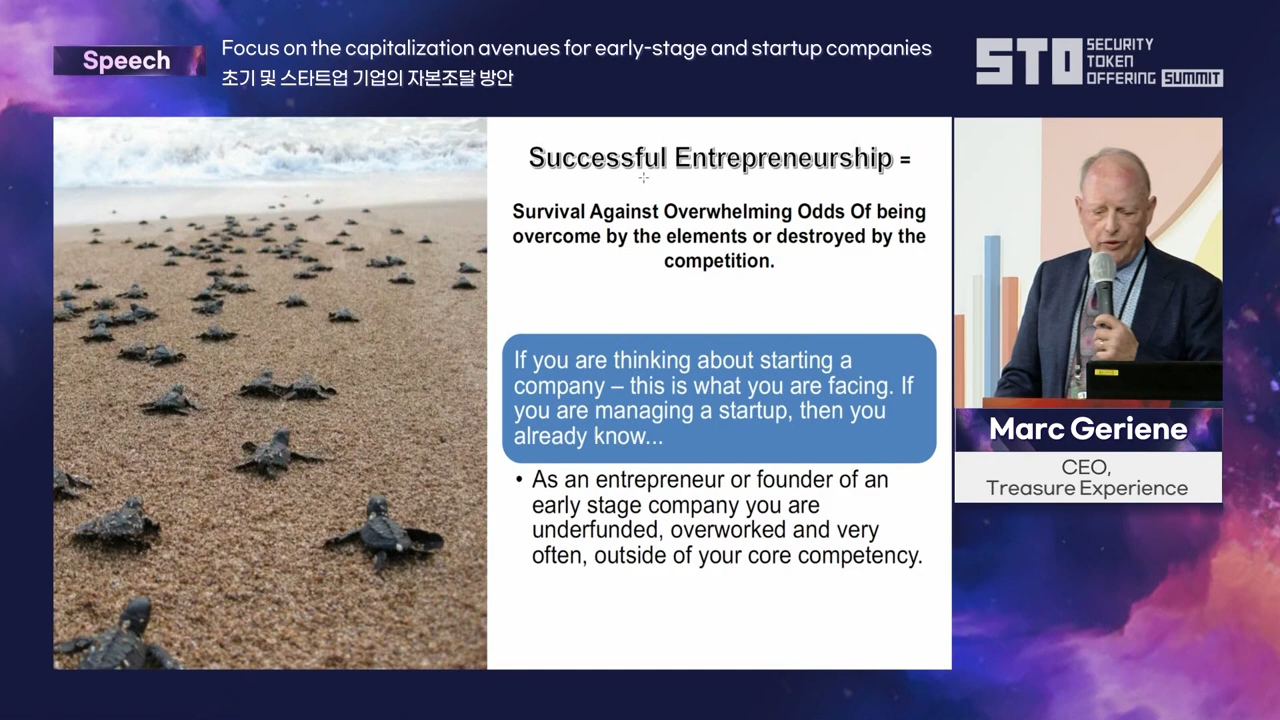 Speech
Focus on the capitalization avenues for early-stage and startup companies
초기 및 스타트업 기업의 자본조달 방안
STO
SECURITY
TOKEN
OFFERING SUMMIT
Successful Entrepreneurship =
Survival Against Overwhelming Odds Of being
overcome by the elements or destroyed by the
competition.
If you are thinking about starting a
company – this is what you are facing. If
you are managing a startup, then you
already know...
• As an entrepreneur or founder of an
early stage company you are
underfunded, overworked and very
often, outside of your core competency.
Marc Geriene
CEO,
Treasure Experience